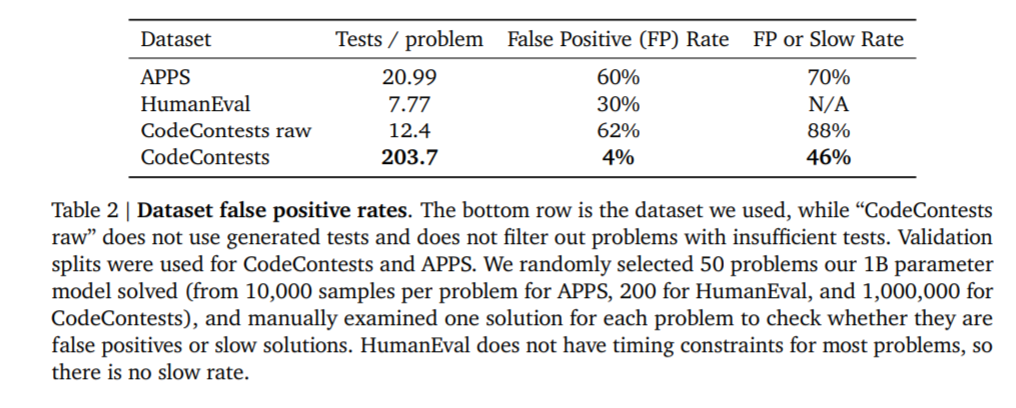 Dataset Tests / problem False Positive (FP) Rate FP or Slow Rate
APPS 20.99 60% 70%
HumanEval 7.77 30% N/A
CodeContests raw 12.4 62% 88%
CodeContests 203.7 4% 46%
Table 2 | Dataset false positive rates. The bottom row is the dataset we used, while “CodeContests
raw” does not use generated tests and does not filter out problems with insufficient tests. Validation
splits were used for CodeContests and APPS. We randomly selected 50 problems our 1B parameter
model solved (from 10,000 samples per problem for APPS, 200 for HumanEval, and 1,000,000 for
CodeContests), and manually examined one solution for each problem to check whether they are
false positives or slow solutions. HumanEval does not have timing constraints for most problems, so
there is no slow rate.